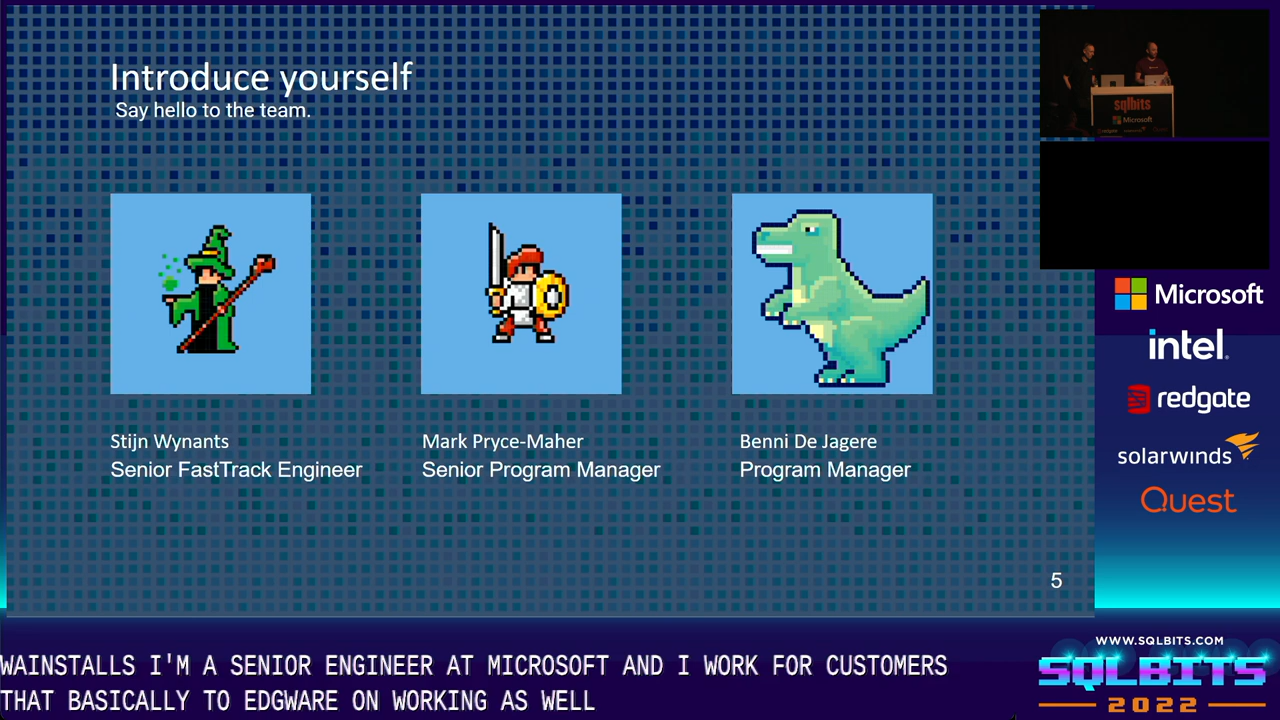 Introduce yourself
Say hello to the team.
Stijn Wynants
Senior FastTrack Engineer
Mark Pryce-Maher
Senior Program Manager
Benni De Jagere
Program Manager
5
sqlbits
Microsoft
Microsoft
intel.
redgate
solarwinds
Quest
WWW.SQLBITS.COM
SQLBITS
2022
WAINSTALLS I'M A SENIOR ENGINEER AT MICROSOFT AND I WORK FOR CUSTOMERS
THAT BASICALLY TO EDGWARE ON WORKING AS WELL